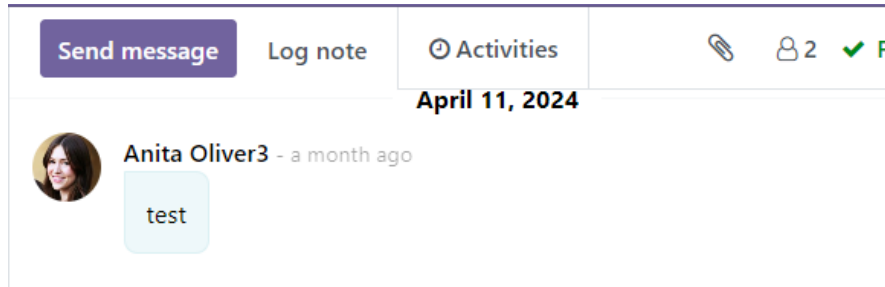 Send message Log note Activities 2
April 11, 2024
Anita Oliver3 - a month ago
test